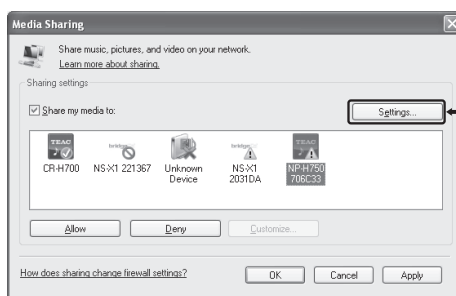 Media Sharing
Share music, pictures, and video on your network.
Learn more about sharing.
Sharing settings
Share my media to:
Settings...
TEAC
TEAC
CR-H700
NS-X1 221367
Unknown
Device
NS-X1
2031DA
NP-H750
706C33
Allow
Deny
Customize...
How does sharing change firewall settings?
OK
Cancel
Apply